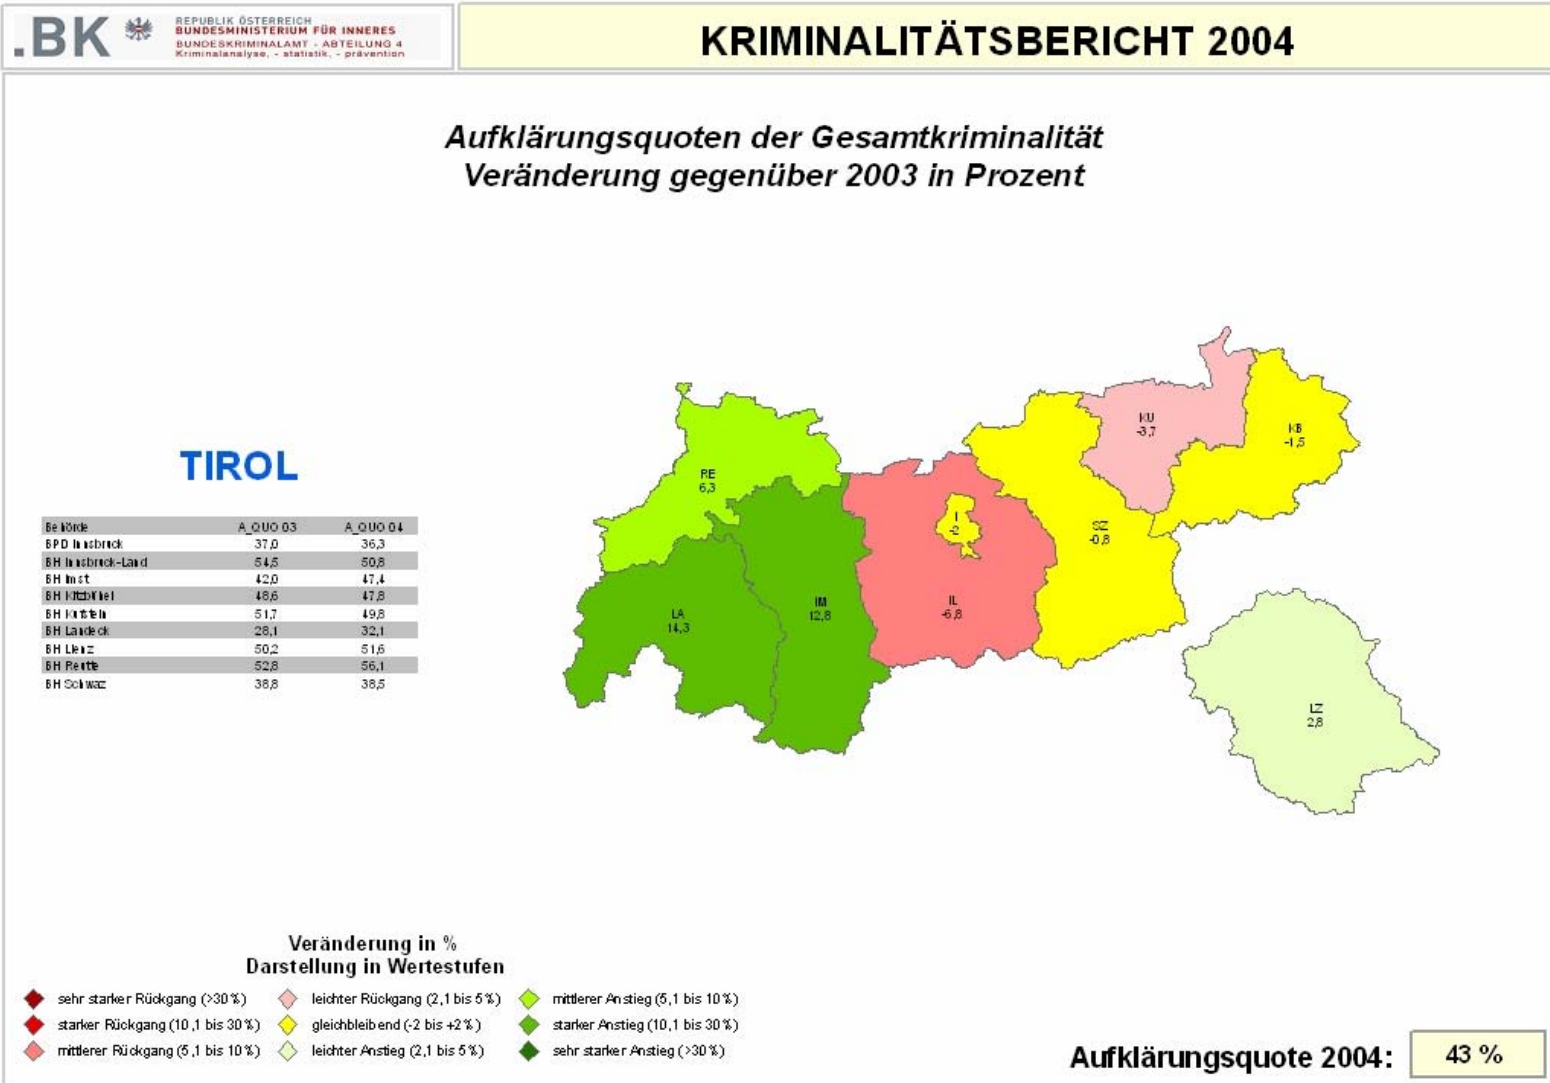 .BK
REPUBLIK ÖSTERREICH
BUNDESMINISTERIUM FÜR INNERES
BUNDESKRIMINALAMT - ABTEILUNG 4
Kriminalanalyse, - statistik, - prävention
KRIMINALITÄTSBERICHT 2004
Aufklärungsquoten der Gesamtkriminalität
Veränderung gegenüber 2003 in Prozent
TIROL
Behörde A_QUO 03 A_QUO 04
BPD Innsbruck 37,0 36,3
BH Innsbruck-Land 54,5 50,8
BH Imst 42,0 47,4
BH Kitzbühel 48,6 47,8
BH Kufstein 51,7 49,8
BH Landeck 28,1 32,1
BH Lienz 50,2 51,6
BH Reutte 52,8 56,1
BH Schwaz 38,8 38,5
KU
-3,7
KB
-1,5
RE
6,3
I
-2
SZ
-0,8
LA
14,3
IM
12,8
IL
-6,8
LZ
2,8
Veränderung in %
Darstellung in Wertestufen
sehr starker Rückgang (>30%) leichter Rückgang (2,1 bis 5%) mittlerer Anstieg (5,1 bis 10%)
starker Rückgang (10,1 bis 30%) gleichbleibend (-2 bis +2%) starker Anstieg (10,1 bis 30%)
mittlerer Rückgang (5,1 bis 10%) leichter Anstieg (2,1 bis 5%) sehr starker Anstieg (>30%)
Aufklärungsquote 2004: 43 %